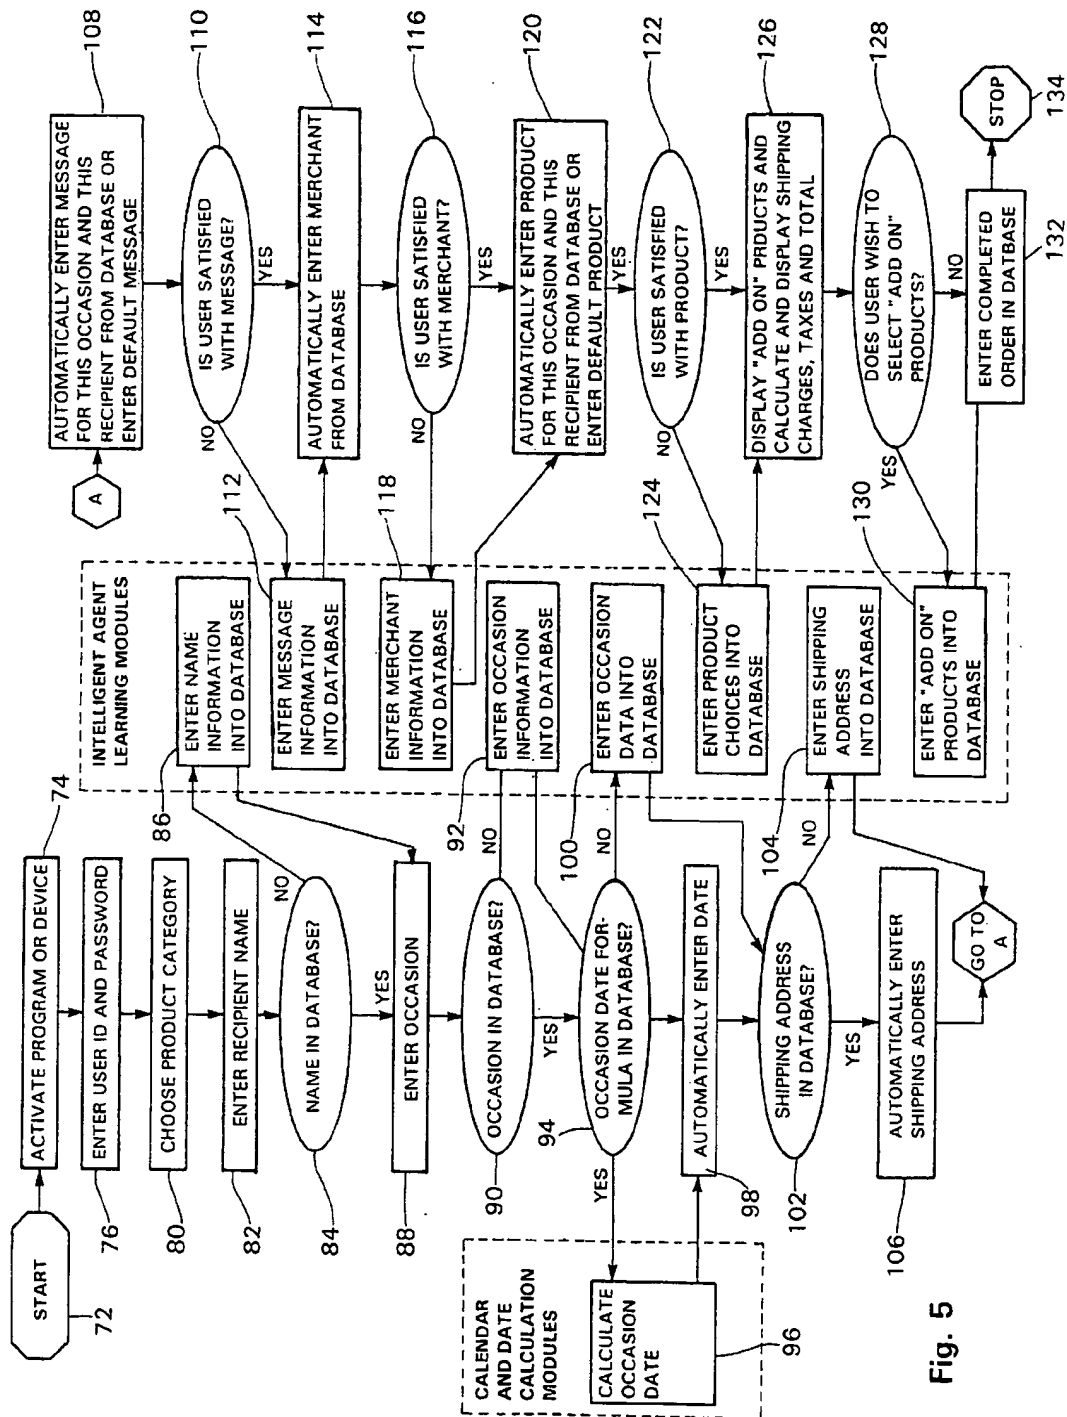 START
72
ACTIVATE PROGRAM OR DEVICE
74
ENTER USER ID AND PASSWORD
76
CHOOSE PRODUCT CATEGORY
80
ENTER RECIPIENT NAME
82
NAME IN DATABASE?
84
NO
YES
ENTER OCCASION
88
OCCASION IN DATABASE?
90
NO
YES
OCCASION DATE FOR-
MULA IN DATABASE?
94
YES
NO
CALENDAR
AND DATE
CALCULATION
MODULES
CALCULATE
OCCASION
DATE
96
AUTOMATICALLY ENTER DATE
98
SHIPPING ADDRESS
IN DATABASE?
102
NO
YES
AUTOMATICALLY ENTER
SHIPPING ADDRESS
106
GO TO
A
INTELLIGENT AGENT
LEARNING MODULES
ENTER NAME
INFORMATION
INTO DATABASE
86
ENTER MESSAGE
INFORMATION
INTO DATABASE
112
ENTER MERCHANT
INFORMATION
INTO DATABASE
118
ENTER OCCASION
INFORMATION
INTO DATABASE
92
ENTER OCCASION
DATA INTO
DATABASE
100
ENTER PRODUCT
CHOICES INTO
DATABASE
124
ENTER SHIPPING
ADDRESS
INTO DATABASE
104
ENTER "ADD ON"
PRODUCTS INTO
DATABASE
130
A
AUTOMATICALLY ENTER MESSAGE
FOR THIS OCCASION AND THIS
RECIPIENT FROM DATABASE OR
ENTER DEFAULT MESSAGE
108
IS USER SATISFIED
WITH MESSAGE?
110
NO
YES
AUTOMATICALLY ENTER MERCHANT
FROM DATABASE
114
IS USER SATISFIED
WITH MERCHANT?
116
NO
YES
AUTOMATICALLY ENTER PRODUCT
FOR THIS OCCASION AND THIS
RECIPIENT FROM DATABASE OR
ENTER DEFAULT PRODUCT
120
YES
IS USER SATISFIED
WITH PRODUCT?
122
NO
YES
DISPLAY "ADD ON" PRDUCTS AND
CALCULATE AND DISPLAY SHIPPING
CHARGES, TAXES AND TOTAL
126
DOES USER WISH TO
SELECT "ADD ON"
PRODUCTS?
128
YES
NO
ENTER COMPLETED
ORDER IN DATABASE
132
STOP
134
Fig. 5